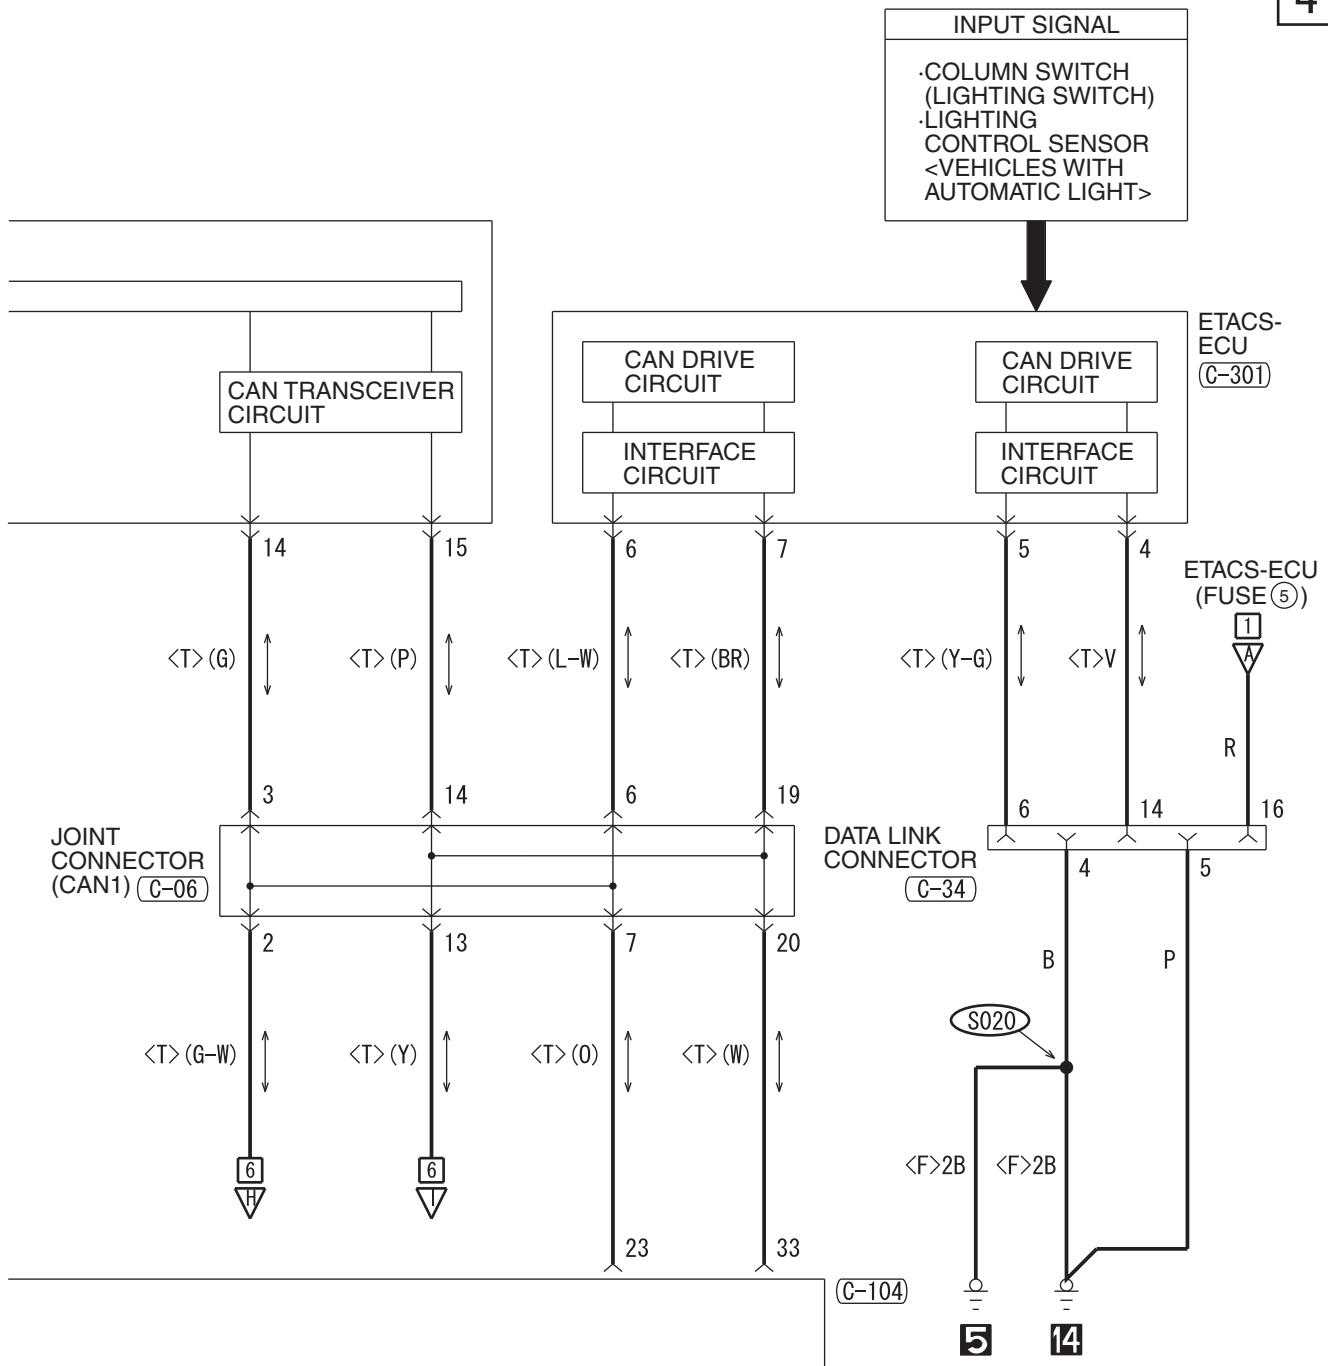 4
INPUT SIGNAL
·COLUMN SWITCH
(LIGHTING SWITCH)
·LIGHTING
CONTROL SENSOR
<VEHICLES WITH
AUTOMATIC LIGHT>
ETACS-
ECU
C-301
CAN TRANSCEIVER
CIRCUIT
CAN DRIVE
CIRCUIT
CAN DRIVE
CIRCUIT
INTERFACE
CIRCUIT
INTERFACE
CIRCUIT
14 15 6 7 5 4
ETACS-ECU
(FUSE⑤)
1
A
<T>(G) <T>(P) <T>(L-W) <T>(BR) <T>(Y-G) <T>V
R
3 14 6 19 6 14 16
JOINT
CONNECTOR
(CAN1) C-06
DATA LINK
CONNECTOR
C-34
4 5
2 13 7 20
B P
S020
<T>(G-W) <T>(Y) <T>(O) <T>(W)
6 6
H I
<F>2B <F>2B
23 33
C-104
5 14